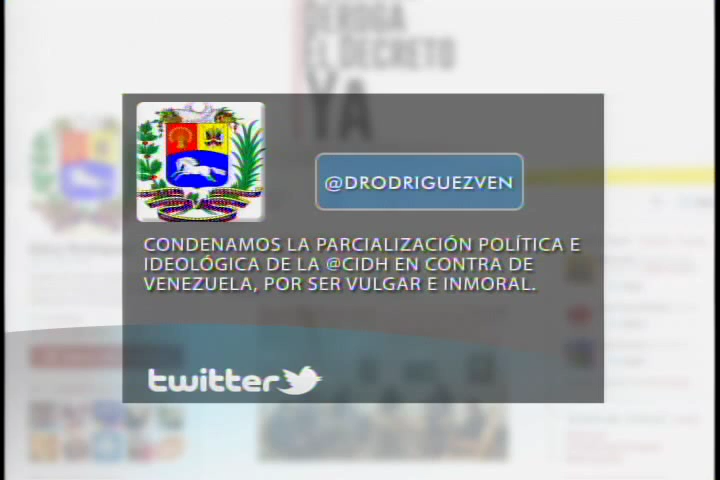 DEROGA
EL DECRETO
YA
@DRODRIGUEZVEN
CONDENAMOS LA PARCIALIZACIÓN POLÍTICA E
IDEOLÓGICA DE LA @CIDH EN CONTRA DE
VENEZUELA, POR SER VULGAR E INMORAL.
twitter